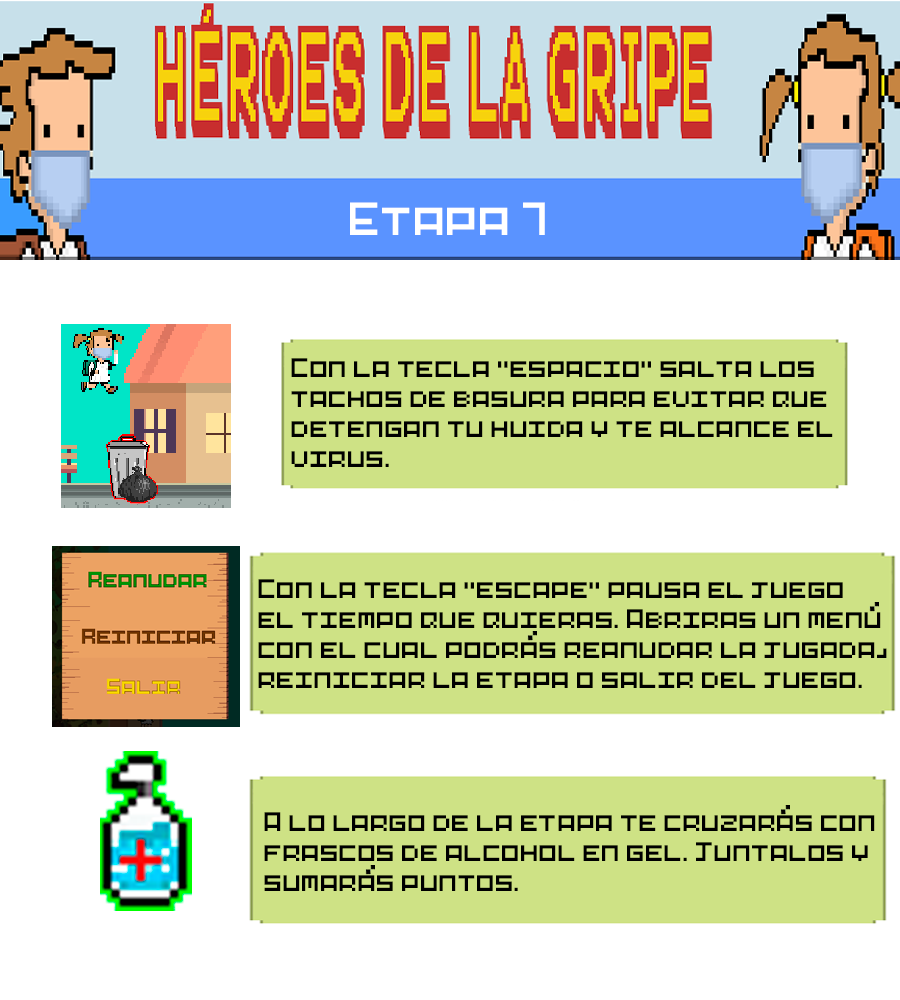 HÉROES DE LA GRIPE
ETAPA 1
CON LA TECLA "ESPACIO" SALTA LOS
TACHOS DE BASURA PARA EVITAR QUE
DETENGAN TU HUIDA Y TE ALCANCE EL
VIRUS.
REANUDAR
REINICIAR
SALIR
CON LA TECLA "ESCAPE" PAUSA EL JUEGO
EL TIEMPO QUE QUIERAS. ABRIRAS UN MENÚ
CON EL CUAL PODRÁS REANUDAR LA JUGADA,
REINICIAR LA ETAPA O SALIR DEL JUEGO.
A LO LARGO DE LA ETAPA TE CRUZARÁS CON
FRASCOS DE ALCOHOL EN GEL. JUNTALOS Y
SUMARÁS PUNTOS.